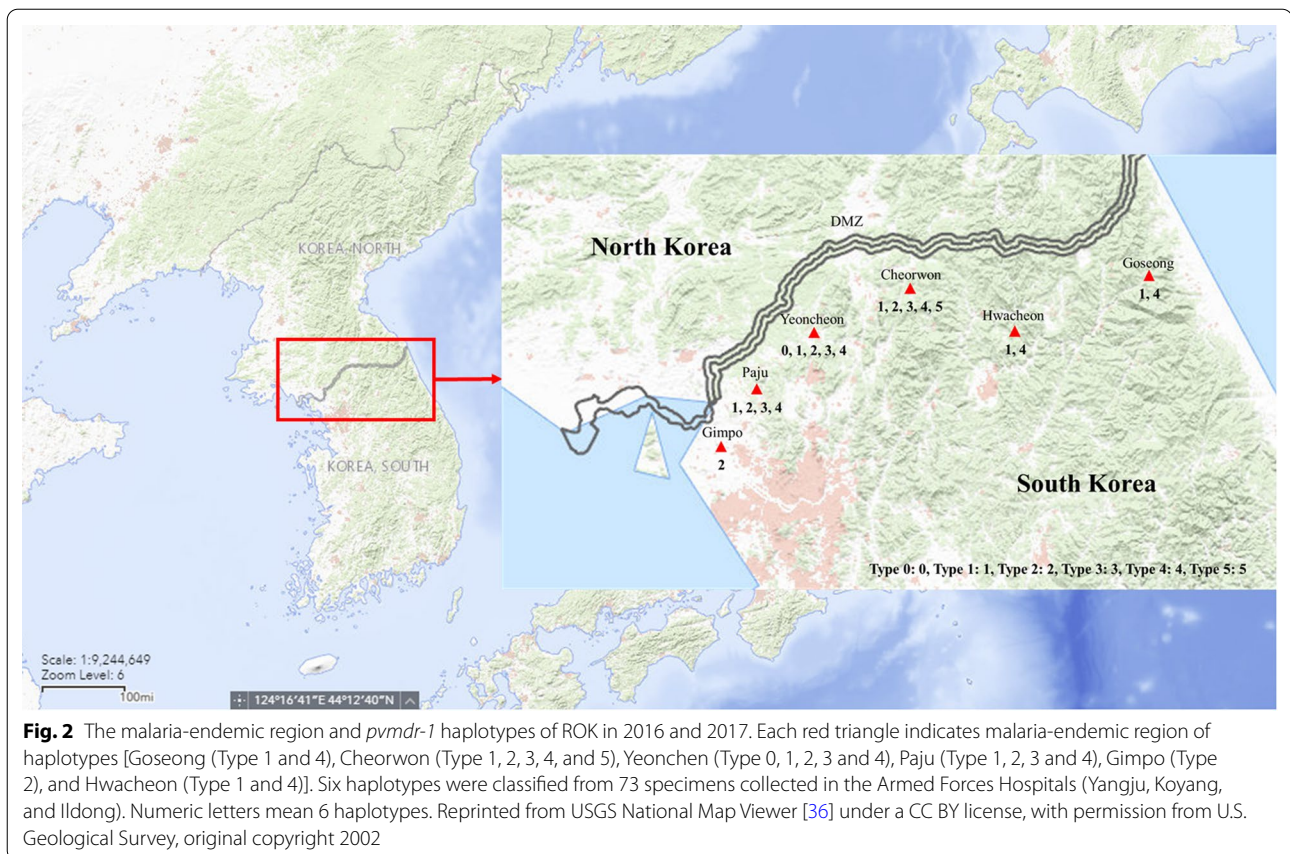 KOREA, NORTH
KOREA, SOUTH
North Korea
DMZ
Goseong
1, 4
Cheorwon
1, 2, 3, 4, 5
Hwacheon
1, 4
Yeoncheon
0, 1, 2, 3, 4
Paju
1, 2, 3, 4
Gimpo
2
South Korea
Type 0: 0, Type 1: 1, Type 2: 2, Type 3: 3, Type 4: 4, Type 5: 5
Scale: 1:9,244,649
Zoom Level: 6
100mi
124°16'41"E 44°12'40"N
Fig. 2 The malaria-endemic region and pvmdr-1 haplotypes of ROK in 2016 and 2017. Each red triangle indicates malaria-endemic region of
haplotypes [Goseong (Type 1 and 4), Cheorwon (Type 1, 2, 3, 4, and 5), Yeonchen (Type 0, 1, 2, 3 and 4), Paju (Type 1, 2, 3 and 4), Gimpo (Type
2), and Hwacheon (Type 1 and 4)]. Six haplotypes were classified from 73 specimens collected in the Armed Forces Hospitals (Yangju, Koyang,
and Ildong). Numeric letters mean 6 haplotypes. Reprinted from USGS National Map Viewer [36] under a CC BY license, with permission from U.S.
Geological Survey, original copyright 2002